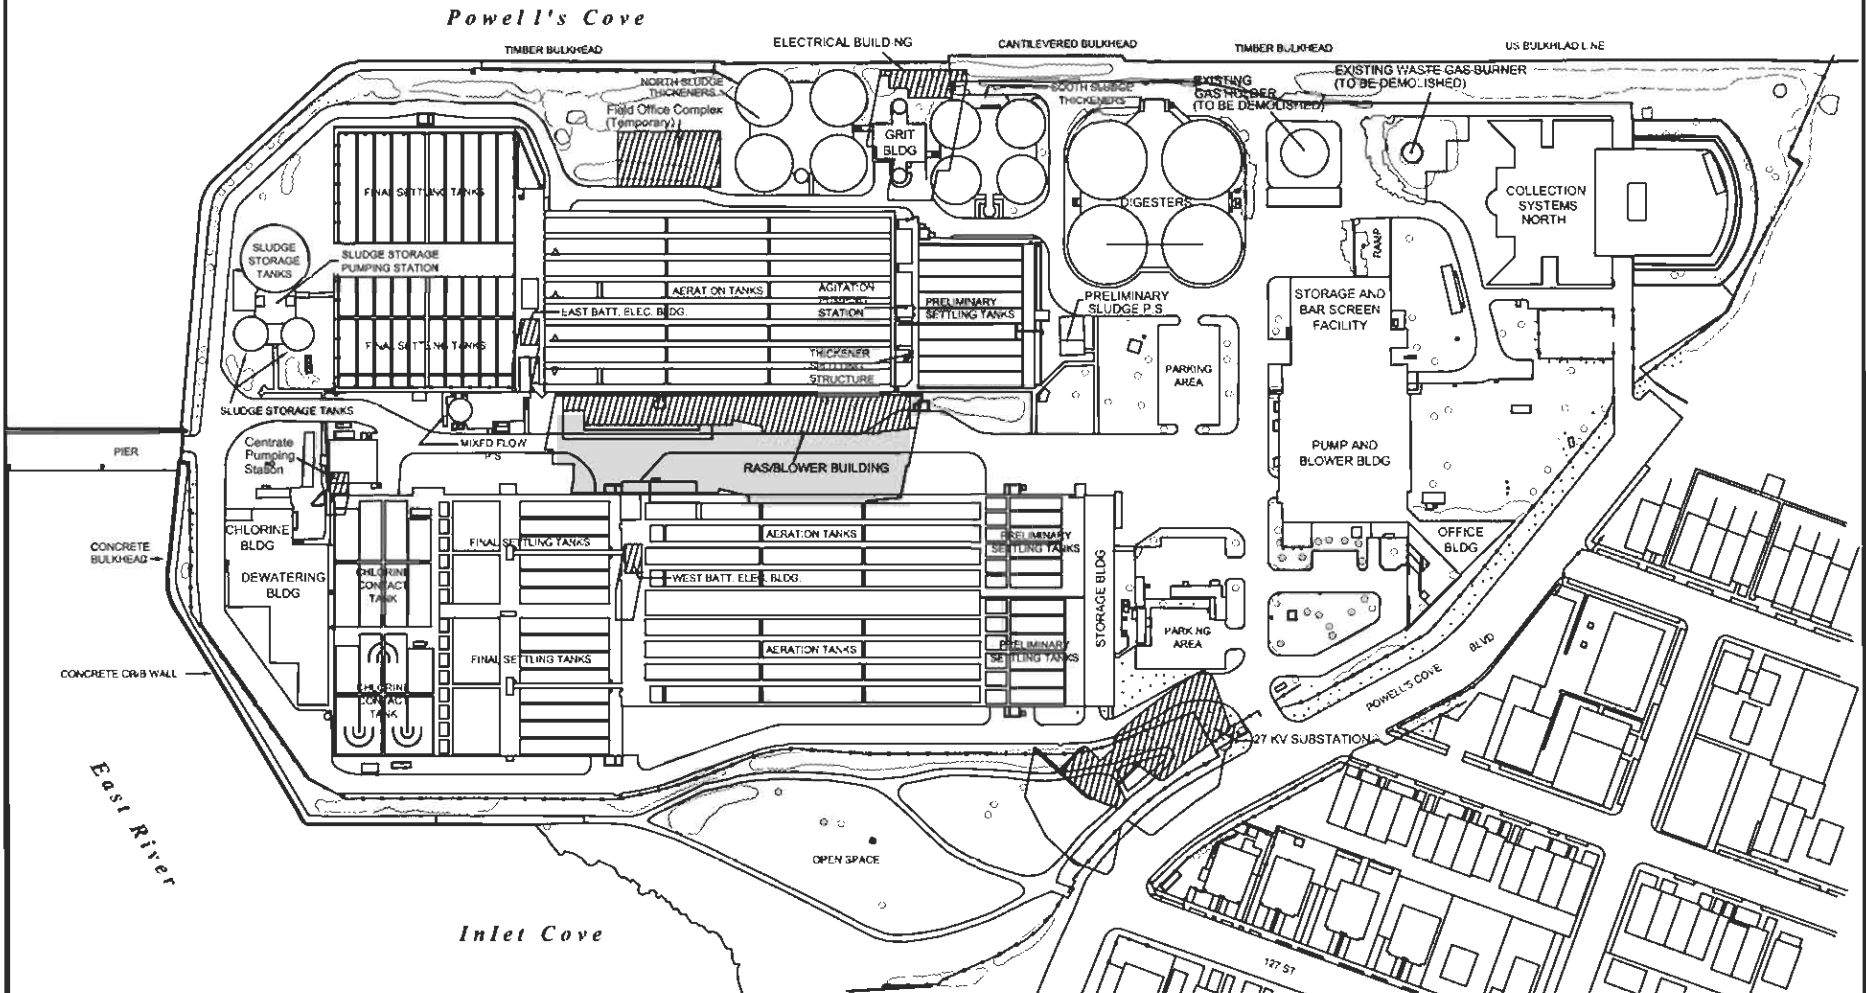 Powell's Cove
TIMBER BULKHEAD
ELECTRICAL BUILDING
CANTILEVERED BULKHEAD
TIMBER BULKHEAD
US BULKHEAD LINE
NORTH SLUDGE
THICKENERS
Field Office Complex
(Temporary)
GRIT
BLDG
SOUTH SLUDGE
THICKENERS
EXISTING
GAS HOLDER
(TO BE DEMOLISHED)
EXISTING WASTE GAS BURNER
(TO BE DEMOLISHED)
FINAL SETTLING TANKS
DIGESTERS
COLLECTION
SYSTEMS
NORTH
RAMP
SLUDGE
STORAGE
TANKS
SLUDGE STORAGE
PUMPING STATION
AERATION TANKS
AGITATION
STATION
EAST BATT. ELEC. BLDG.
PRELIMINARY
SETTLING TANKS
PRELIMINARY
SLUDGE P.S
STORAGE AND
BAR SCREEN
FACILITY
FINAL SETTLING TANKS
THICKENER
SPLITTING
STRUCTURE
PARKING
AREA
SLUDGE STORAGE TANKS
PIER
Centrate
Pumping
Station
MIXED FLOW
P.S
RAS/BLOWER BUILDING
PUMP AND
BLOWER BLDG
CHLORINE
BLDG
CONCRETE
BULKHEAD
FINAL SETTLING TANKS
AERATION TANKS
PRELIMINARY
SETTLING TANKS
OFFICE
BLDG
DEWATERING
BLDG
CHLORINE
CONTACT
TANK
WEST BATT. ELEC. BLDG.
STORAGE BLDG
PARKING
AREA
CONCRETE CRIB WALL
FINAL SETTLING TANKS
AERATION TANKS
PRELIMINARY
SETTLING TANKS
CHLORINE
CONTACT
TANK
POWELL'S COVE BLVD
27 KV SUBSTATION
East River
OPEN SPACE
Inlet Cove
127 ST